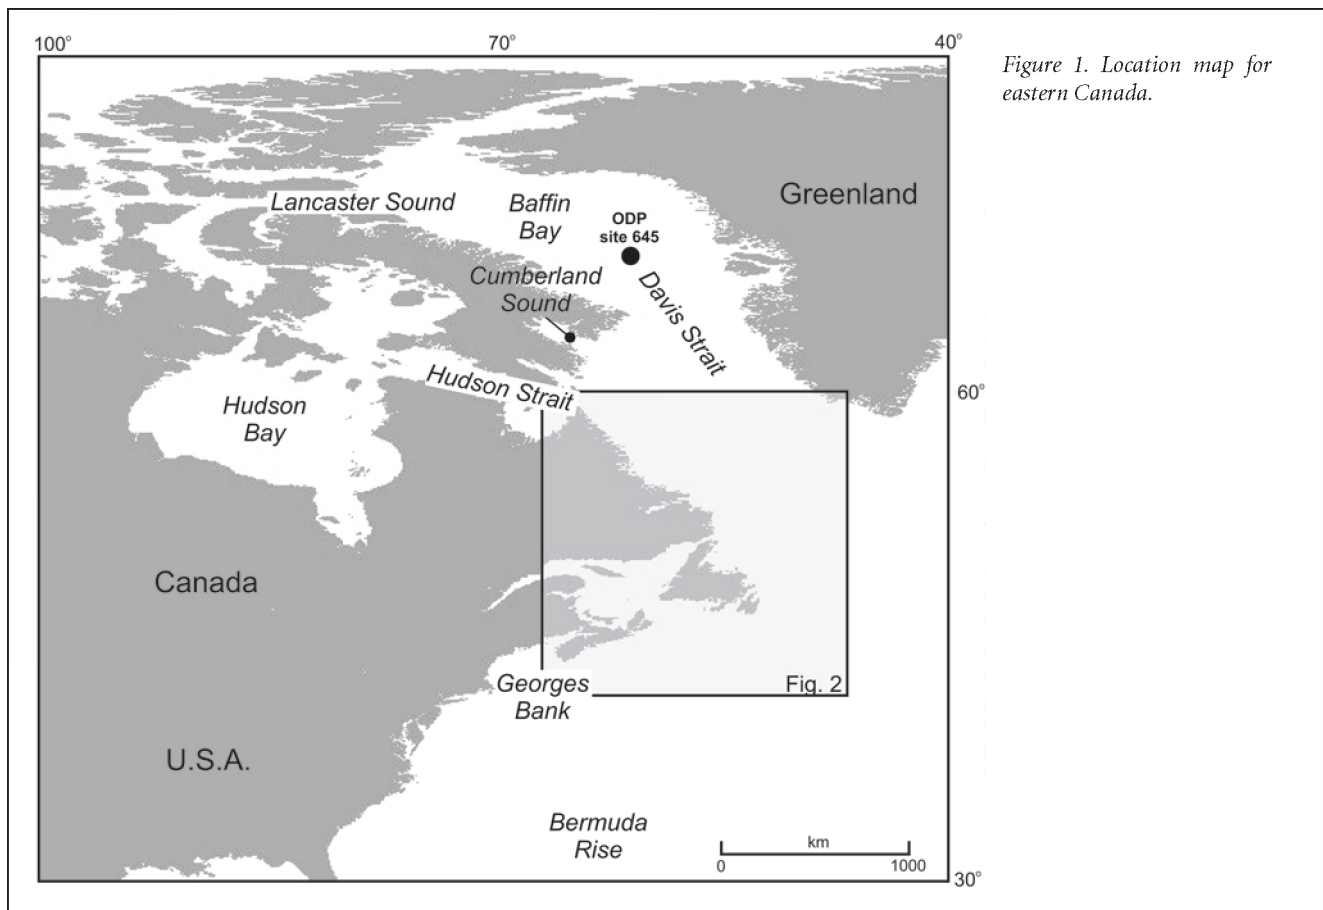 100°
70°
40°
Figure 1. Location map for
eastern Canada.
Greenland
Lancaster Sound
Baffin
Bay
ODP
site 645
Cumberland
Sound
Davis Strait
Hudson Strait
60°
Hudson
Bay
Canada
Georges
Bank
Fig. 2
U.S.A.
Bermuda
Rise
km
0
1000
30°